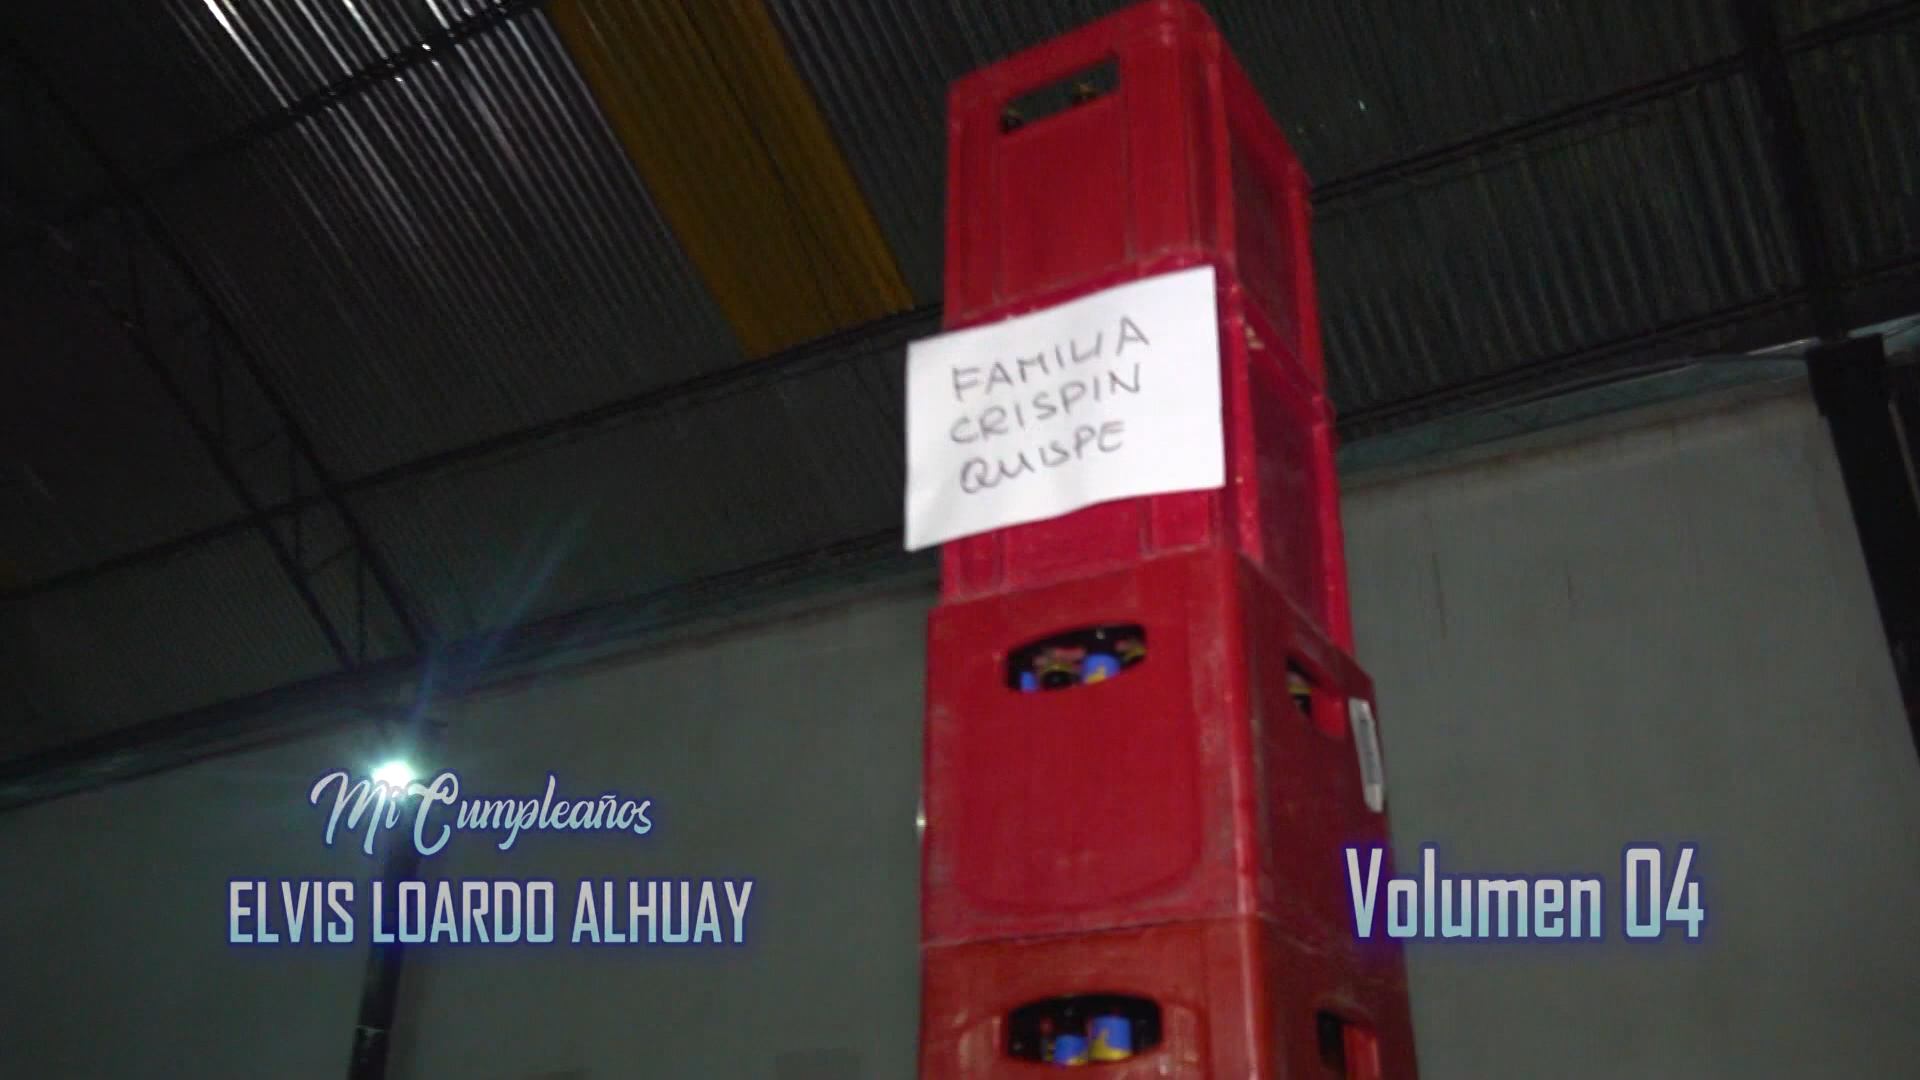 FAMILIA
CRISPIN
QUISPE
Mi Cumpleaños
ELVIS LOARDO ALHUAY
Volumen 04